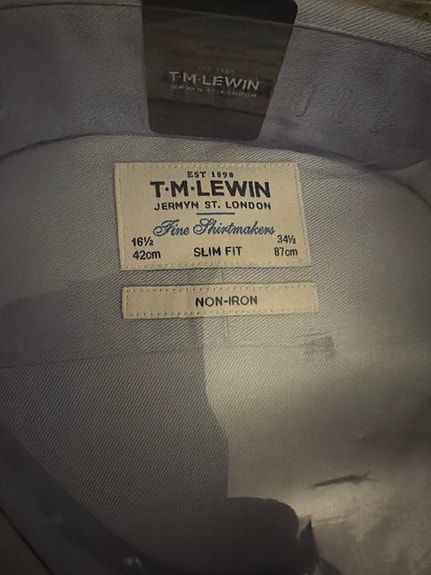 T·M·LEWIN
JERMYN ST. LONDON
EST 1898
T·M·LEWIN
JERMYN ST. LONDON
Fine Shirtmakers
16½ 34½
42cm SLIM FIT 87cm
NON-IRON